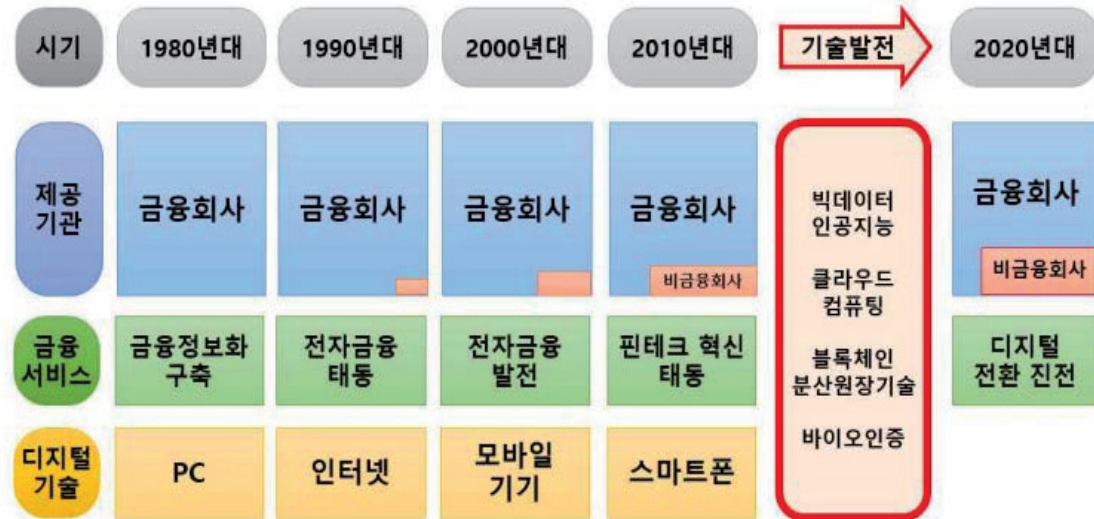 시기
1980년대
1990년대
2000년대
2010년대
기술발전
2020년대
제공
기관
금융회사
금융회사
금융회사
금융회사
비금융회사
빅데이터
인공지능
클라우드
컴퓨팅
블록체인
분산원장기술
바이오인증
금융회사
비금융회사
금융
서비스
금융정보화
구축
전자금융
태동
전자금융
발전
핀테크 혁신
태동
디지털
전환 진전
디지털
기술
PC
인터넷
모바일
기기
스마트폰